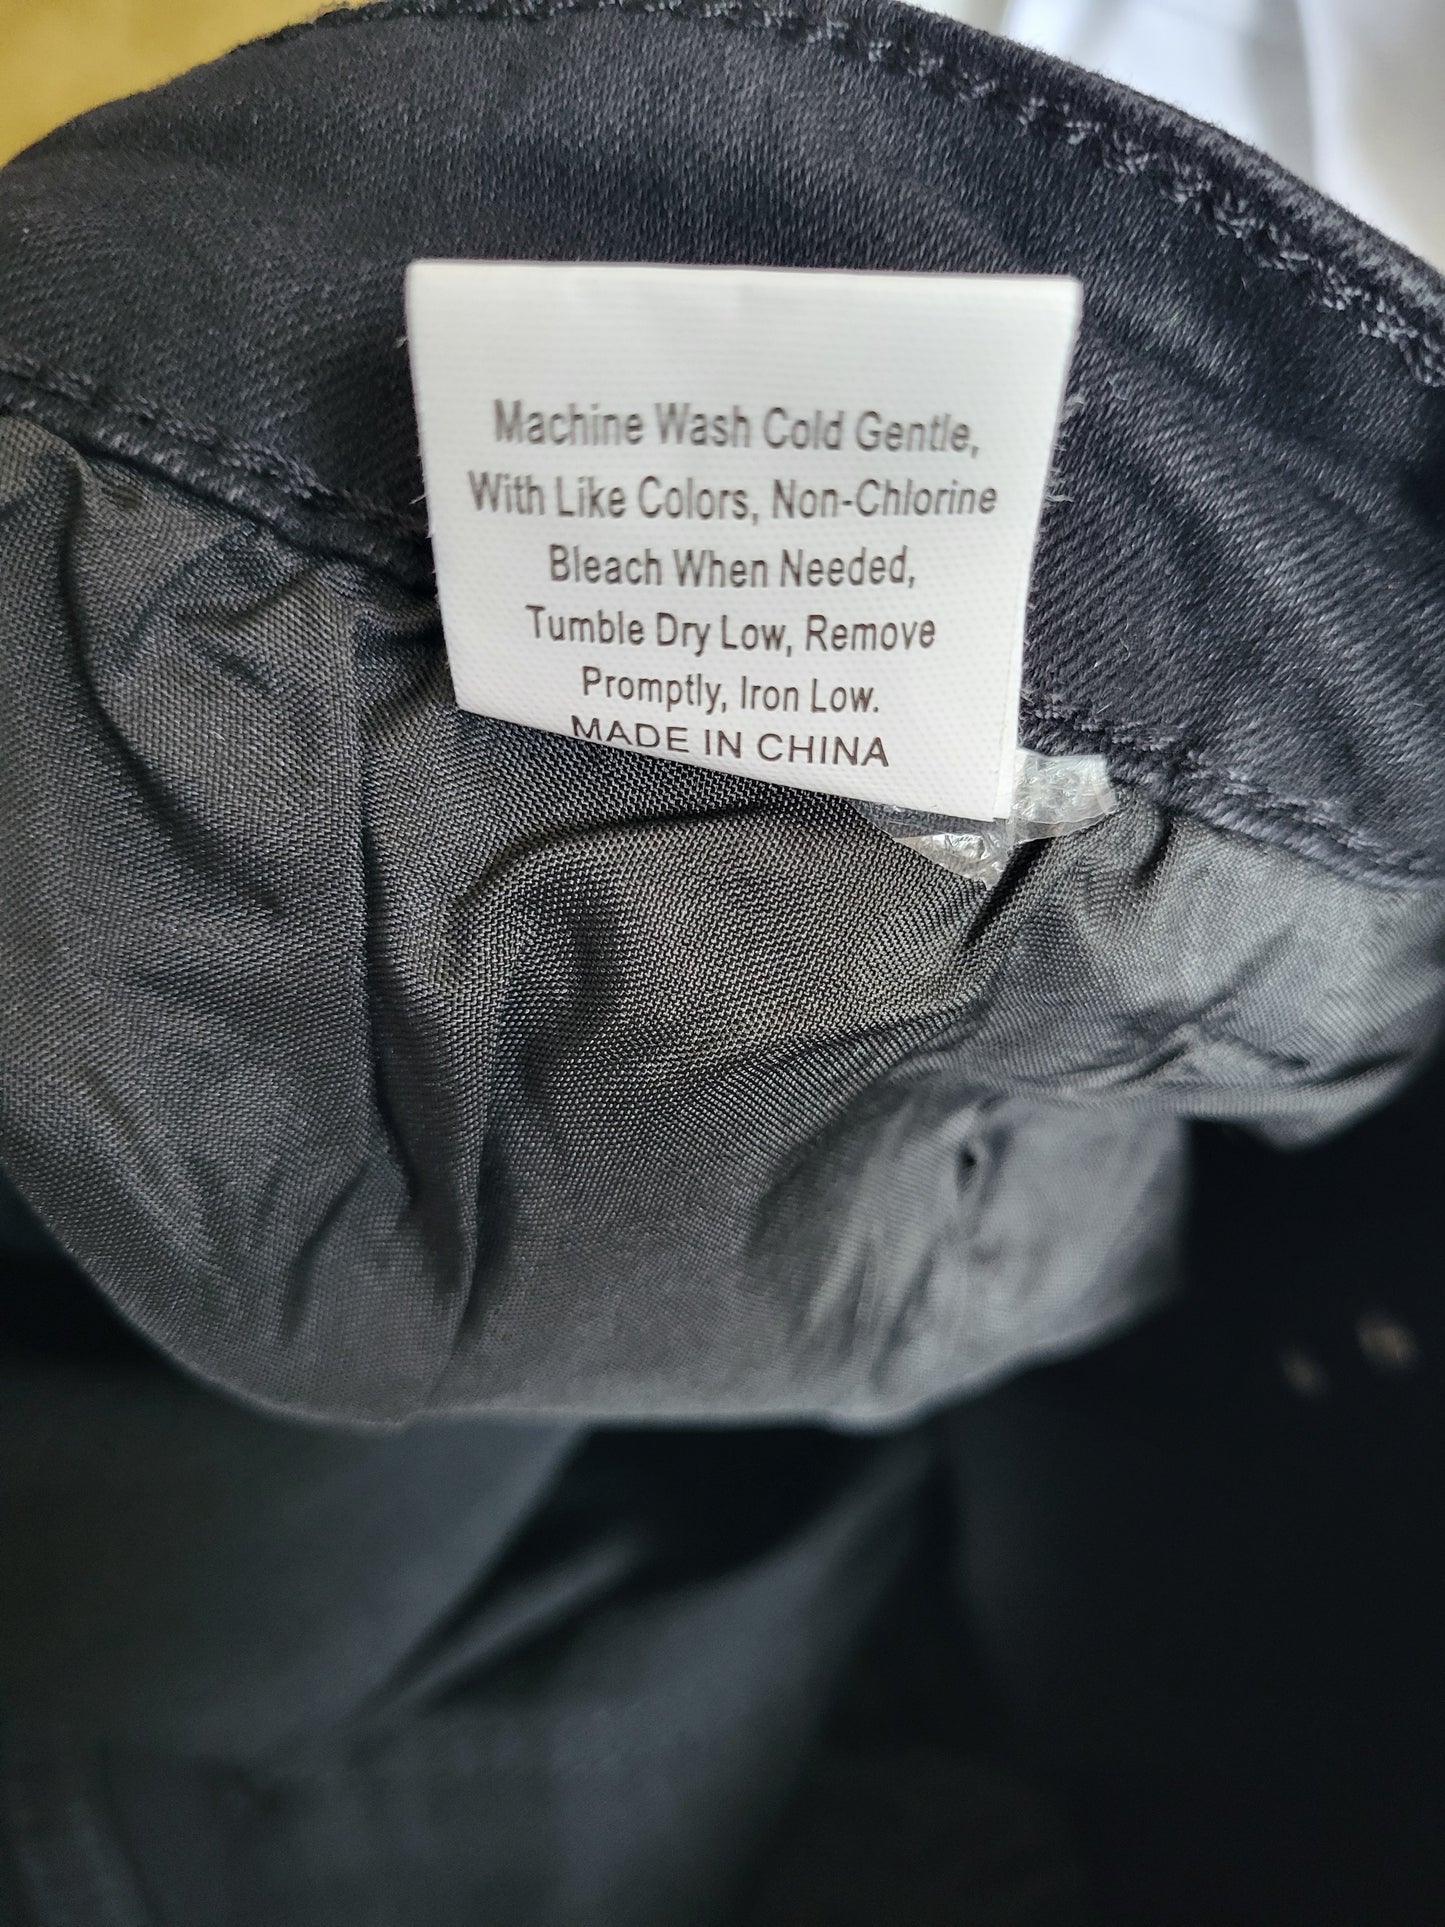 Machine Wash Cold Gentle,
With Like Colors, Non-Chlorine
Bleach When Needed,
Tumble Dry Low, Remove
Promptly, Iron Low.
MADE IN CHINA